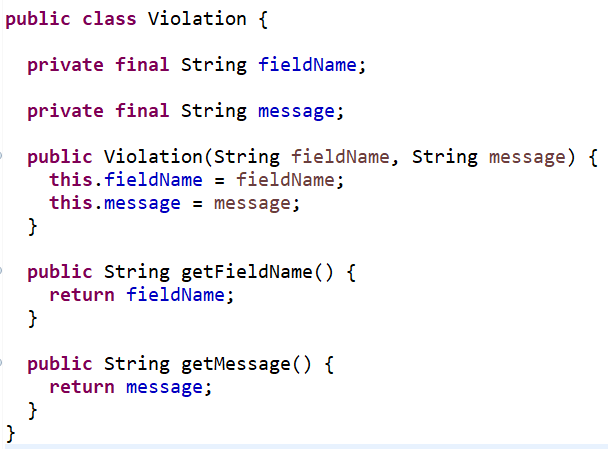 public class Violation {
private final String fieldName;
private final String message;
public Violation(String fieldName, String message) {
this.fieldName = fieldName;
this.message = message;
}
public String getFieldName() {
return fieldName;
}
public String getMessage() {
return message;
}
}